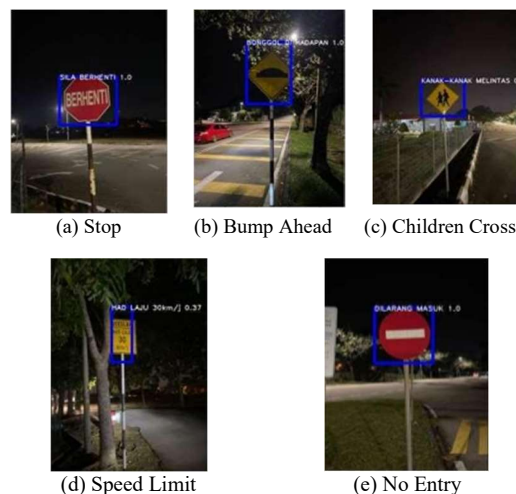 SILA BERHENTI 1.0
BERHENTI
BONGGOL DI HADAPAN 1.0
KANAK-KANAK MELINTAS
(a) Stop
(b) Bump Ahead
(c) Children Cross
HAD LAJU 30km/j 0.37
30
DILARANG MASUK 1.0
(d) Speed Limit
(e) No Entry